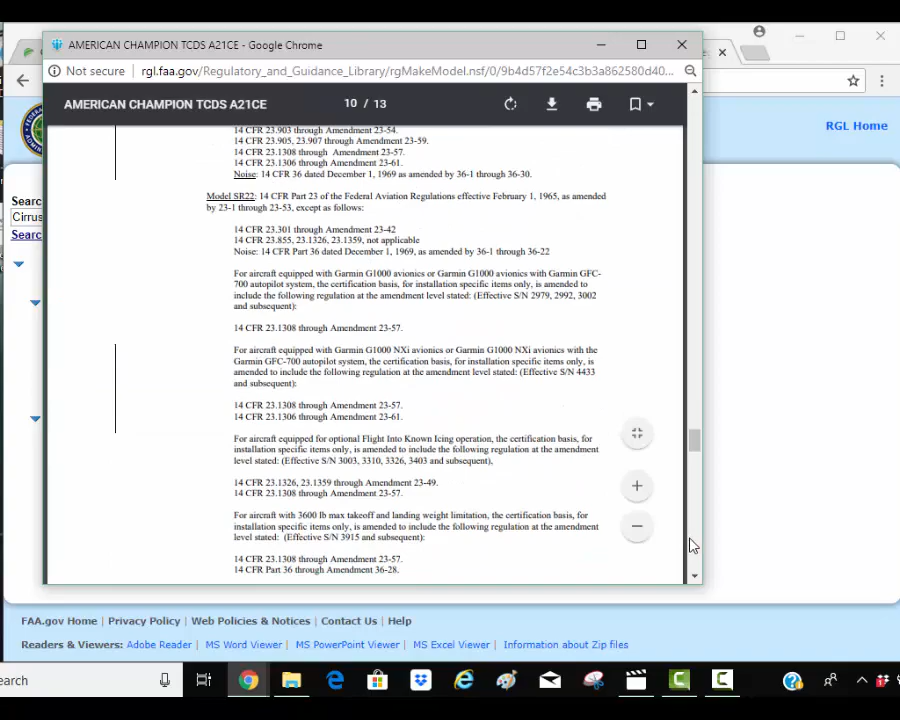 AMERICAN CHAMPION TCDS A21CE - Google Chrome
Not secure
rgl.faa.gov/Regulatory_and_Guidance_Library/rgMakeModel.nsf/0/9b4d57f2e54c3b3a862580d40...
AMERICAN CHAMPION TCDS A21CE
10 / 13
RGL Home
14 CFR 23.903 through Amendment 23-54.
14 CFR 23.905, 23.907 through Amendment 23-59.
14 CFR 23.1308 through Amendment 23-57.
14 CFR 23.1306 through Amendment 23-61.
Noise: 14 CFR 36 dated December 1, 1969 as amended by 36-1 through 36-30.
Model SR22: 14 CFR Part 23 of the Federal Aviation Regulations effective February 1, 1965, as amended
by 23-1 through 23-53, except as follows:
Searc
Cirrus
Searc
14 CFR 23.301 through 23-42
14 CFR 23.855, 23.1326, 23.1359, not applicable
Noise: 14 CFR Part 36 dated December 1, 1969, as amended by 36-1 through 36-22
For aircraft equipped with Garmin G1000 avionics or Garmin G1000 avionics with Garmin GFC-
700 autopilot system, the certification basis, for installation specific items only, is amended to
include the following regulation at the amendment level stated: (Effective S/N 2979, 2992, 3002
and subsequent):
14 CFR 23.1308 through Amendment 23-57.
For aircraft equipped with Garmin G1000 NXi avionics or Garmin G1000 NXi avionics with the
Garmin GFC-700 autopilot system, the certification basis, for installation specific items only, is
amended to include the following regulation at the amendment level stated: (Effective S/N 4433
and subsequent):
14 CFR 23.1308 through Amendment 23-57.
14 CFR 23.1306 through Amendment 23-61.
For aircraft equipped for optional Flight Into Known Icing operation, the certification basis, for
installation specific items only, is amended to include the following regulation at the amendment
level stated: (Effective S/N 3003, 3310, 3326, 3403 and subsequent),
14 CFR 23.1326, 23.1359 through Amendment 23-49.
14 CFR 23.1308 through Amendment 23-57.
For aircraft with 3600 lb max takeoff and landing weight limitation, the certification basis, for
installation specific items only, is amended to include the following regulation at the amendment
level stated: (Effective S/N 3915 and subsequent):
14 CFR 23.1308 through Amendment 23-57.
14 CFR Part 36 through Amendment 36-28.
FAA.gov Home | Privacy Policy | Web Policies & Notices | Contact Us | Help
Readers & Viewers: Adobe Reader | MS Word Viewer | MS PowerPoint Viewer | MS Excel Viewer | Information about Zip files
earch